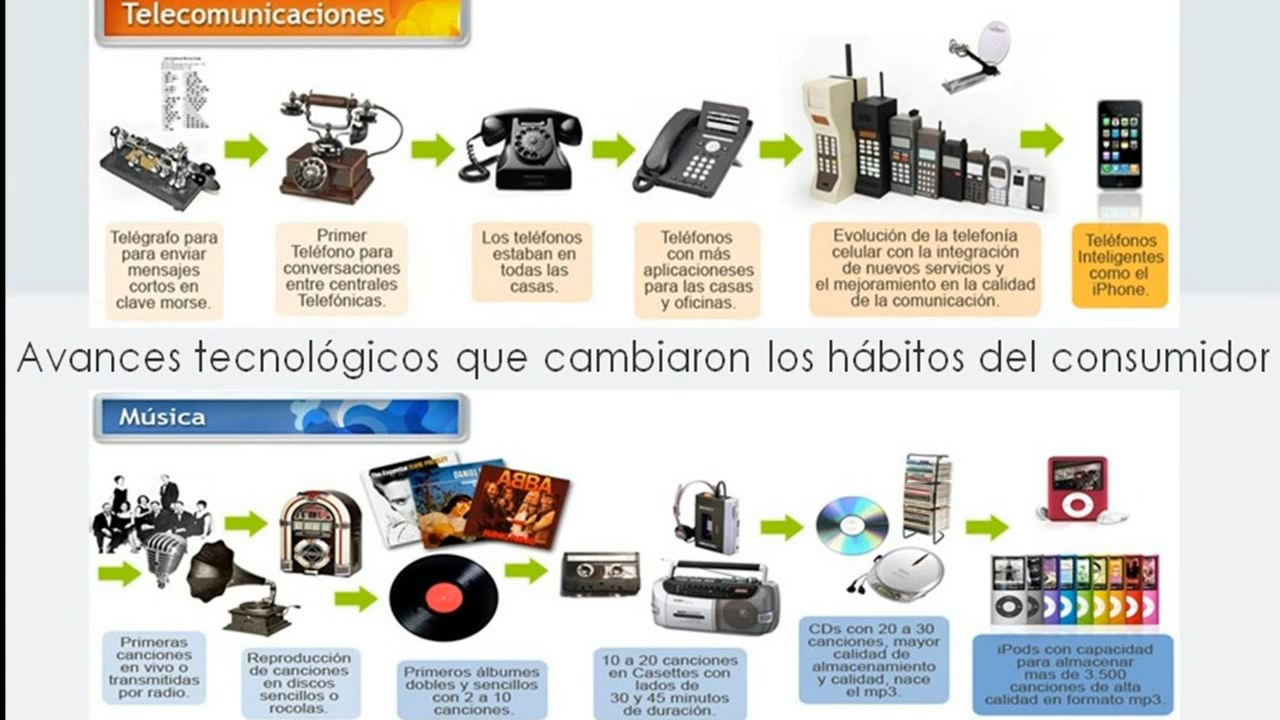 Telecomunicaciones
Telégrafo para
para enviar
mensajes
cortos en
clave morse.
Primer
Teléfono para
conversaciones
entre centrales
Telefónicas.
Los teléfonos
estaban en
todas las
casas.
Teléfonos
con más
aplicacioneses
para las casas
y oficinas.
Evolución de la telefonía
celular con la integración
de nuevos servicios y
el mejoramiento en la calidad
de la comunicación.
Teléfonos
Inteligentes
como el
iPhone.
Avances tecnológicos que cambiaron los hábitos del consumidor
Música
ABBA
Primeras
canciones
en vivo o
transmitidas
por radio.
Reproducción
de canciones
en discos
sencillos o
rocolas.
Primeros álbumes
dobles y sencillos
con 2 a 10
canciones.
10 a 20 canciones
en Casettes con
lados de
30 y 45 minutos
de duración.
CDs con 20 a 30
canciones, mayor
calidad de
almacenamiento
y calidad, nace
el mp3.
iPods con capacidad
para almacenar
mas de 3.500
canciones de alta
calidad en formato mp3.